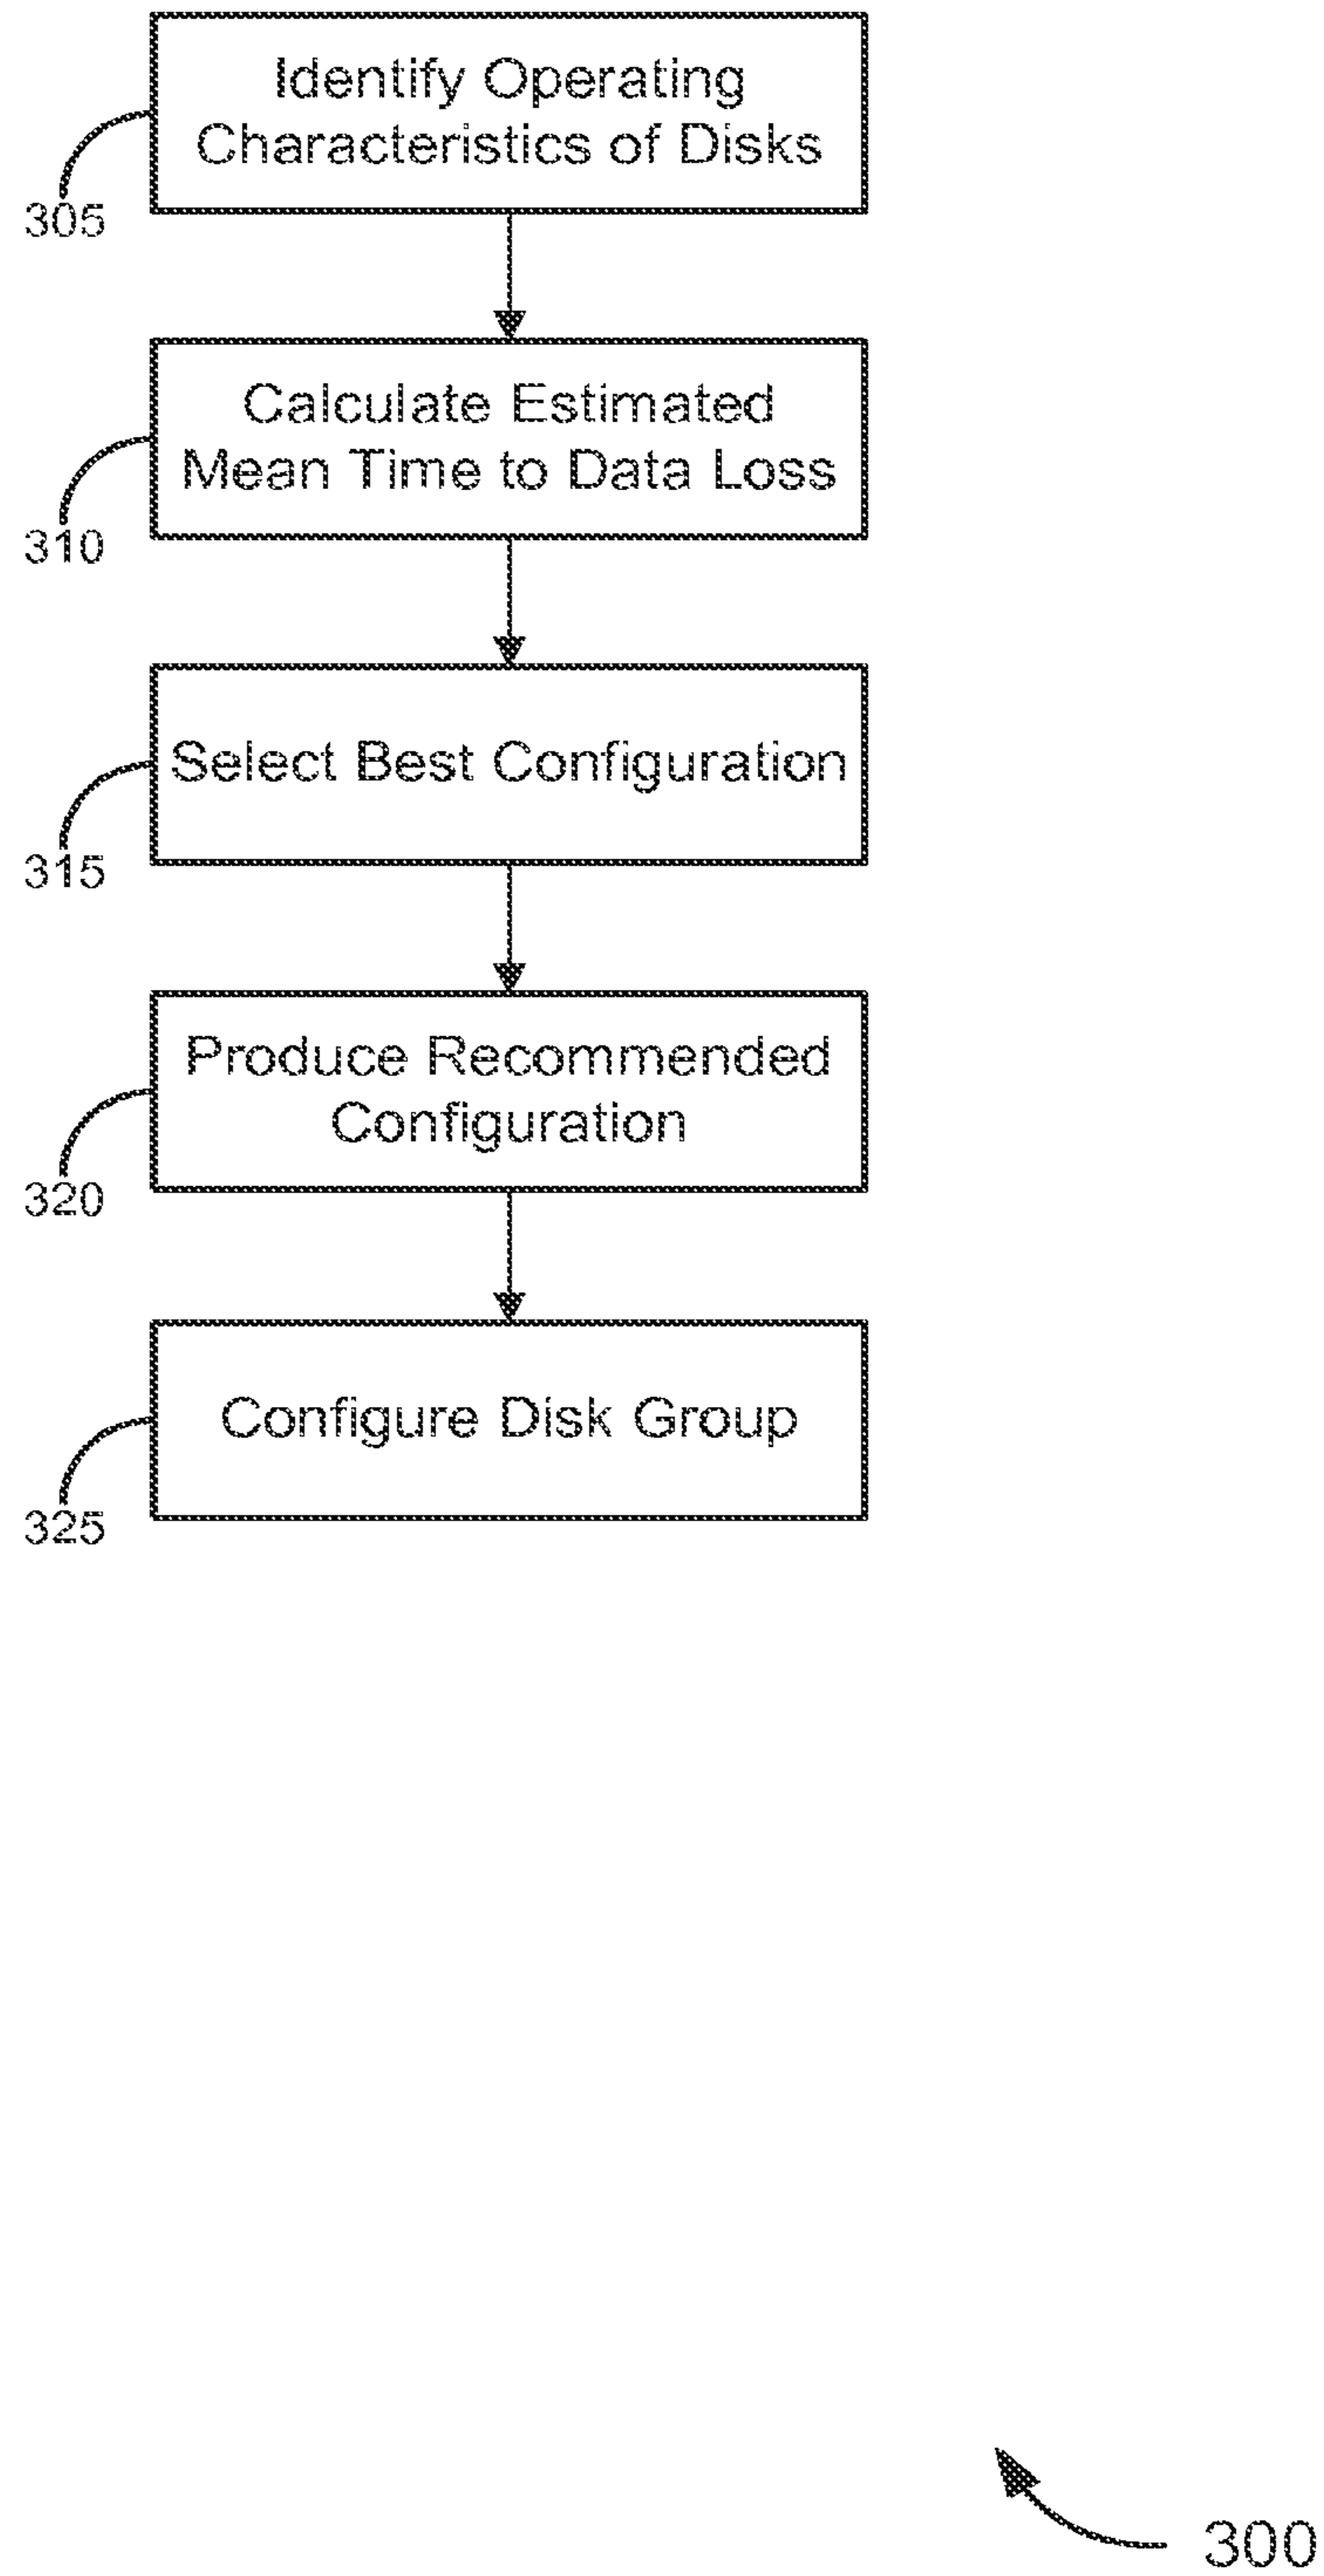 Identify Operating
Characteristics of Disks
305
Calculate Estimated
Mean Time to Data Loss
310
Select Best Configuration
315
Produce Recommended
Configuration
320
Configure Disk Group
325
300